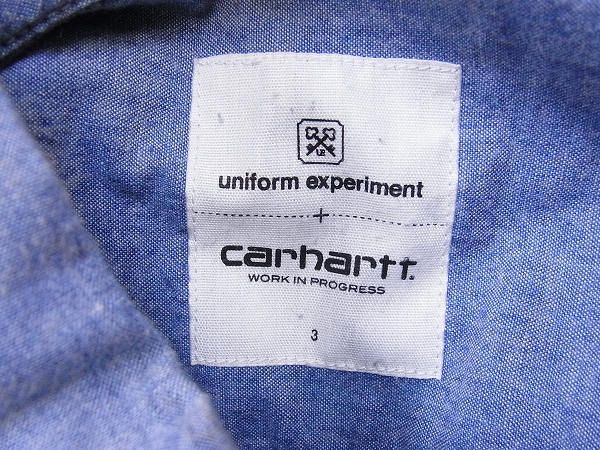 U.E
uniform experiment
+
carhartt.
WORK IN PROGRESS
3